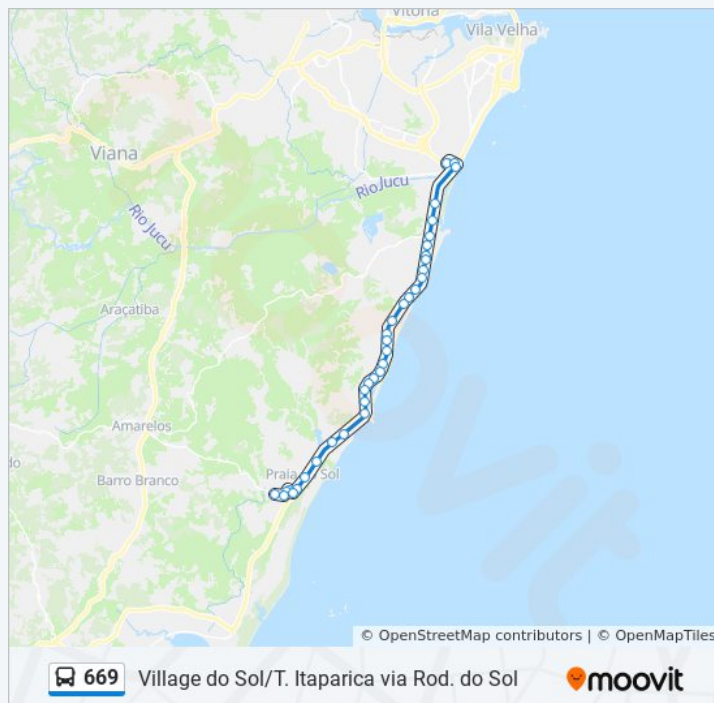 Vitória
Vila Velha
Viana
Rio Jucu
Rio Jucu
Araçatiba
Amarelos
Praia do Sol
Barro Branco
© OpenStreetMap contributors | © OpenMapTiles
669 Village do Sol/T. Itaparica via Rod. do Sol
moovit